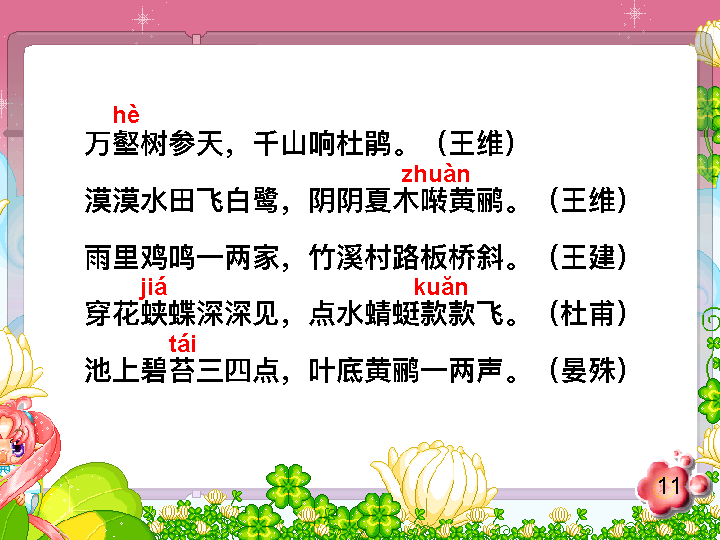 hè
万壑树参天，千山响杜鹃。（王维）
zhuàn
漠漠水田飞白鹭，阴阴夏木啭黄鹂。（王维）
雨里鸡鸣一两家，竹溪村路板桥斜。（王建）
jiá kuǎn
穿花蛱蝶深深见，点水蜻蜓款款飞。（杜甫）
tái
池上碧苔三四点，叶底黄鹂一两声。（晏殊）
11